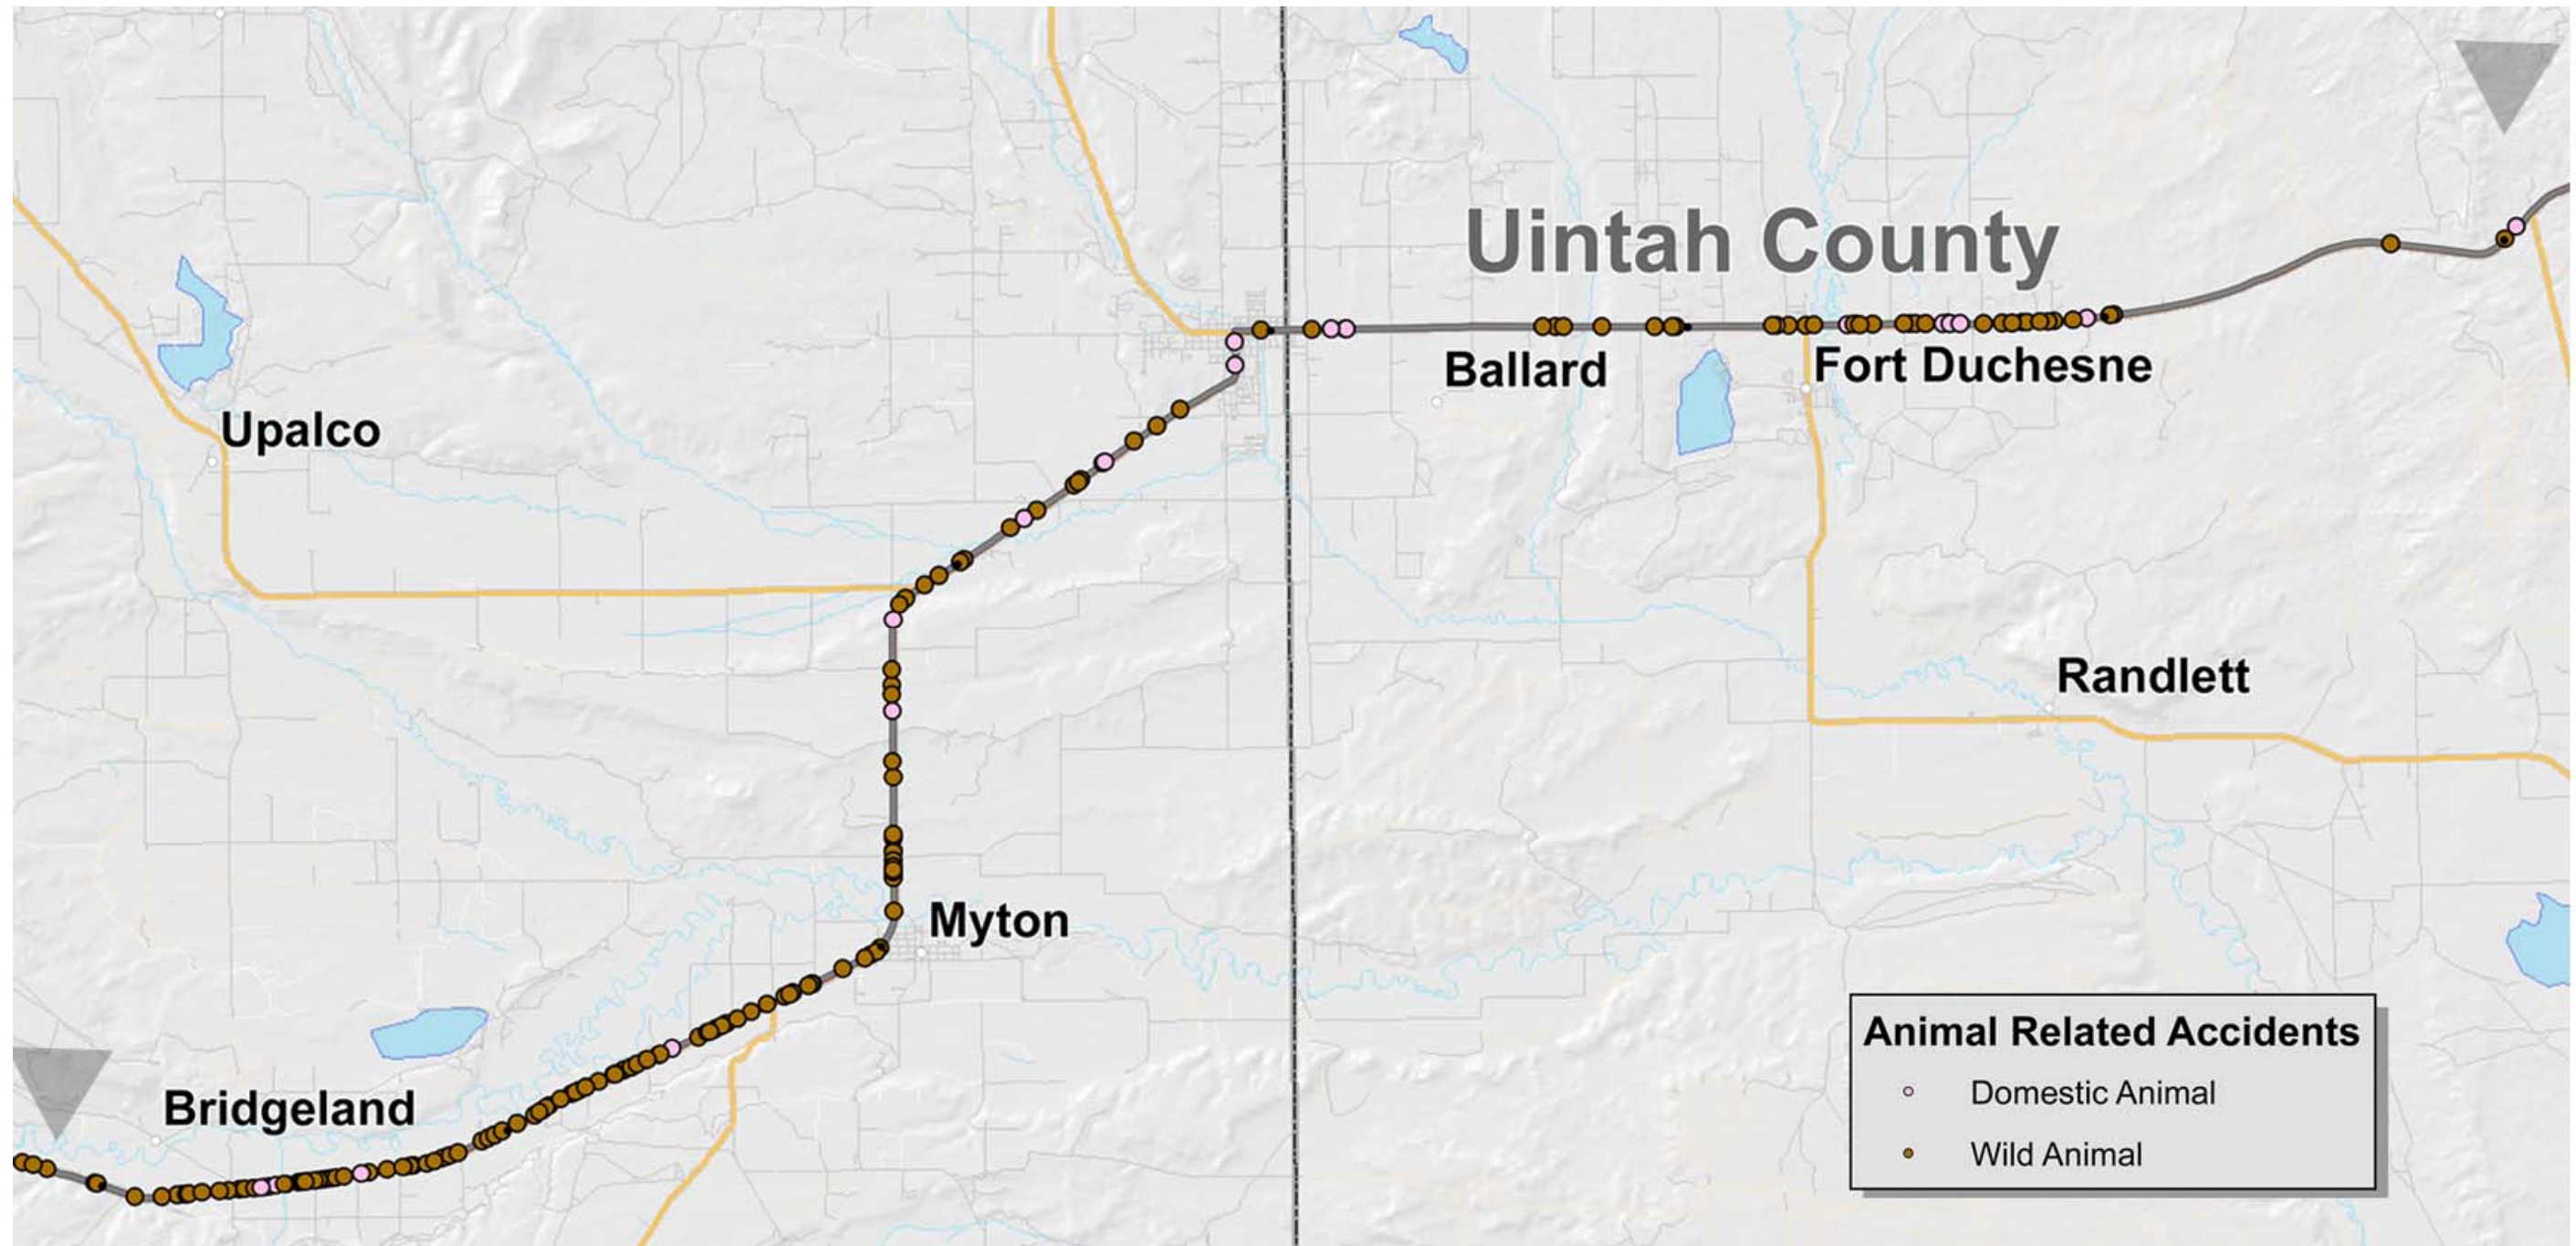 Uintah County
Ballard
Fort Duchesne
Upalco
Randlett
Myton
Bridgeland
Animal Related Accidents
Domestic Animal
Wild Animal